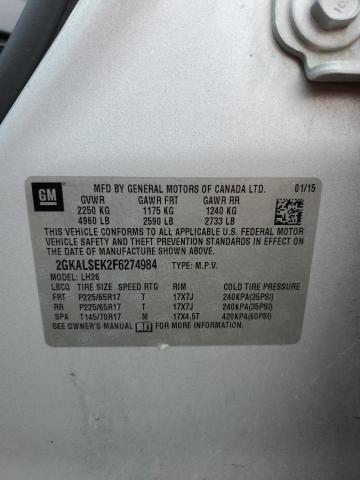 GM
MFD BY GENERAL MOTORS OF CANADA LTD. 01/15
GVWR GAWR FRT GAWR RR
2250 KG 1175 KG 1240 KG
4960 LB 2590 LB 2733 LB
THIS VEHICLE CONFORMS TO ALL APPLICABLE U.S. FEDERAL MOTOR
VEHICLE SAFETY AND THEFT PREVENTION STANDARDS IN EFFECT ON
THE DATE OF MANUFACTURE SHOWN ABOVE.
2GKALSEK2F6274984 TYPE: M.P.V.
LH26
LBCQ TIRE SIZE SPEED RTG RIM COLD TIRE PRESSURE
FRT P225/65R17 T 17X7J 240KPA(35PSI)
RR P225/65R17 T 17X7J 240KPA(35PSI)
SPA T145/70R17 M 17X4.5T 420KPA(60PSI)
SEE OWNER'S MANUAL FOR ADDITIONAL INFORMATION.